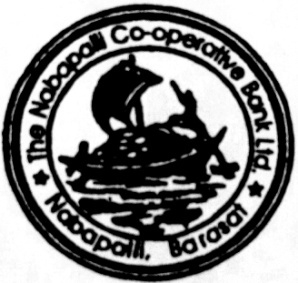 The Nabapalli Co-operative Bank Ltd.
Nabapalli, Barasat